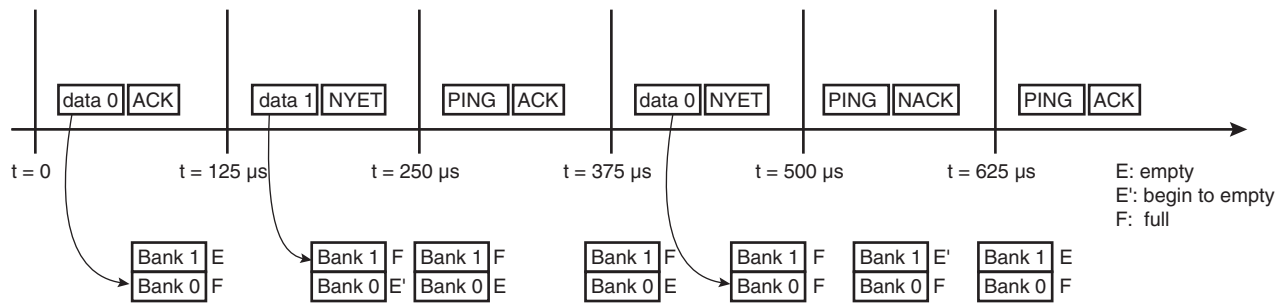 data 0 ACK data 1 NYET PING ACK data 0 NYET PING NACK PING ACK
t = 0 t = 125 μs t = 250 μs t = 375 μs t = 500 μs t = 625 μs
E: empty
E': begin to empty
F: full
Bank 1 E Bank 1 F Bank 1 F Bank 1 F Bank 1 F Bank 1 E' Bank 1 E
Bank 0 F Bank 0 E' Bank 0 E Bank 0 E Bank 0 F Bank 0 F Bank 0 F